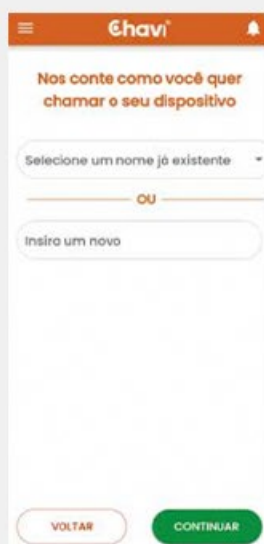 Chavi
Nos conte como você quer
chamar o seu dispositivo
Selecione um nome já existente
OU
Insira um novo
VOLTAR
CONTINUAR